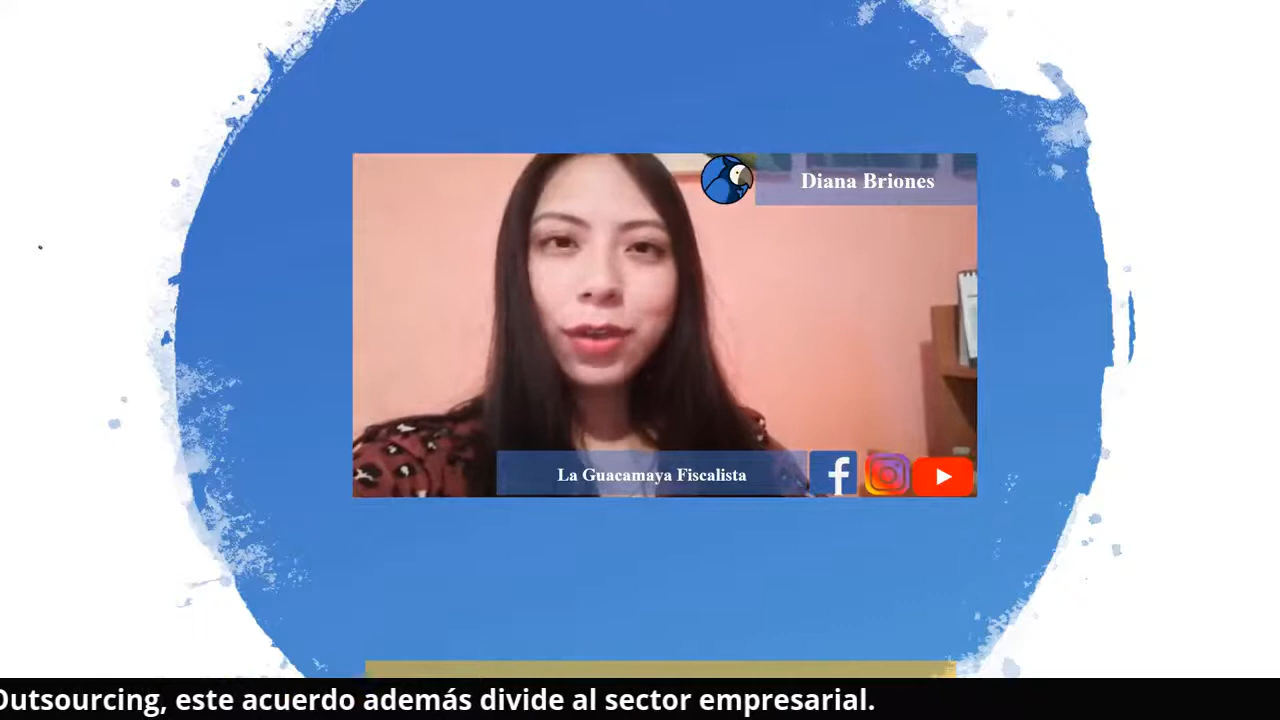 Diana Briones
La Guacamaya Fiscalista
Outsourcing, este acuerdo además divide al sector empresarial.